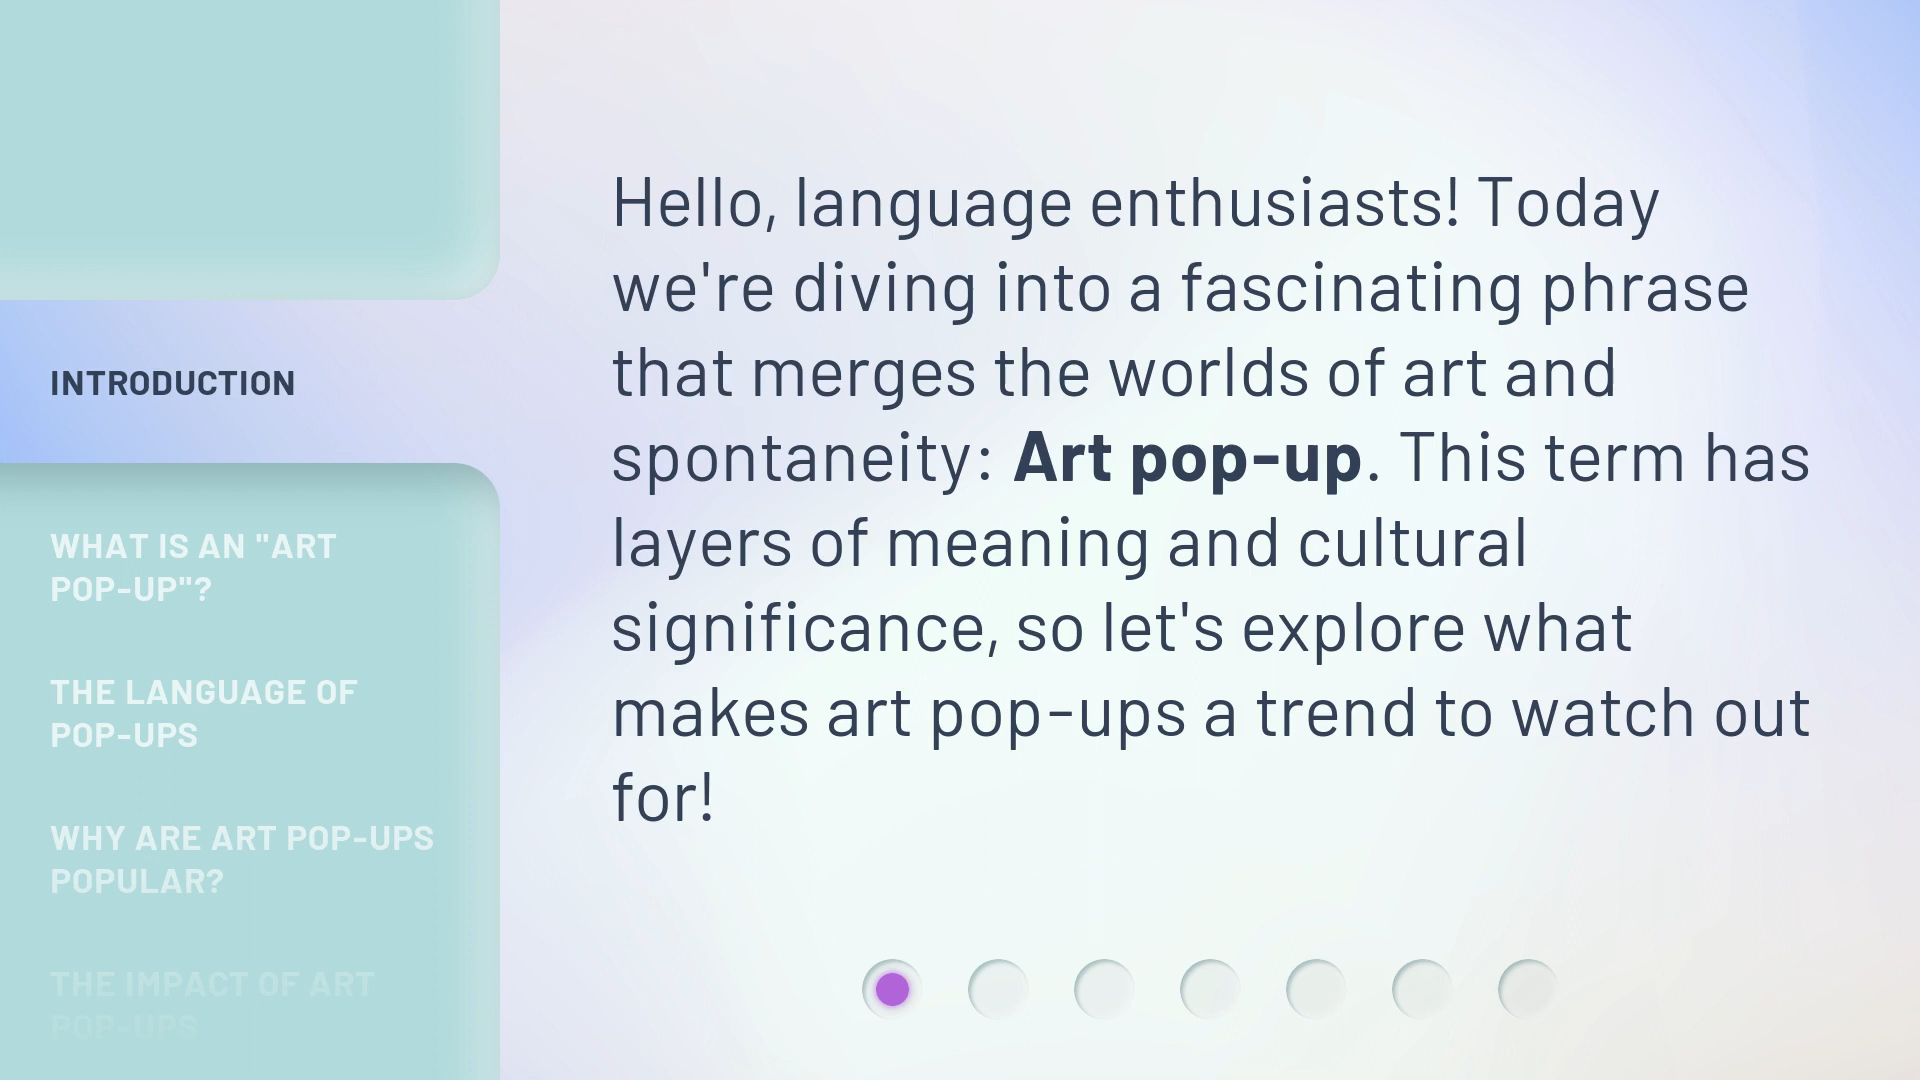 INTRODUCTION
WHAT IS AN "ART
POP-UP"?
THE LANGUAGE OF
POP-UPS
WHY ARE ART POP-UPS
POPULAR?
THE IMPACT OF ART
POP-UPS
Hello, language enthusiasts! Today
we're diving into a fascinating phrase
that merges the worlds of art and
spontaneity: Art pop-up. This term has
layers of meaning and cultural
significance, so let's explore what
makes art pop-ups a trend to watch out
for!